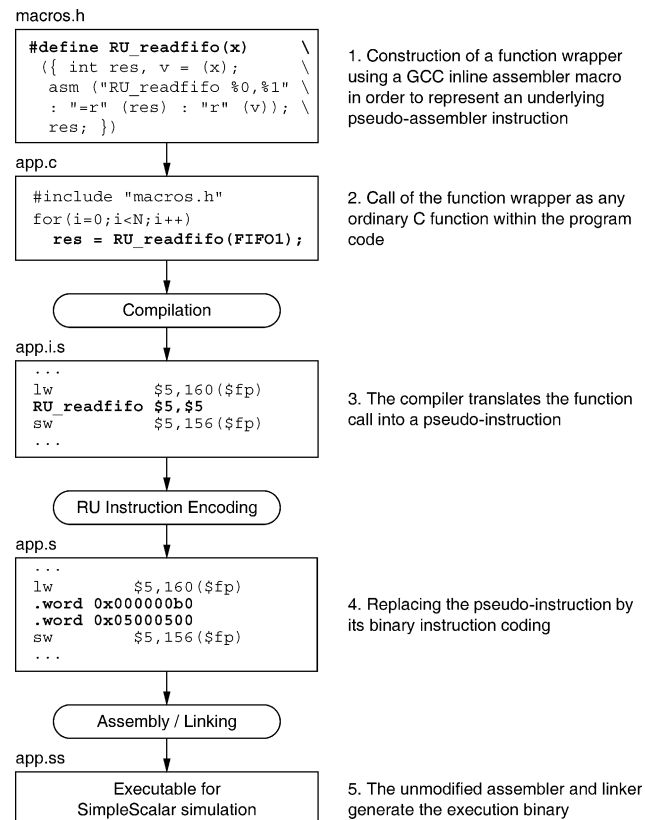 macros.h
#define RU_readfifo(x) \
({ int res, v = (x); \
asm ("RU_readfifo %0,%1" \
: "=r" (res) : "r" (v)); \
res; })
1. Construction of a function wrapper
using a GCC inline assembler macro
in order to represent an underlying
pseudo-assembler instruction
app.c
#include "macros.h"
for(i=0;i<N;i++)
res = RU_readfifo(FIFO1);
2. Call of the function wrapper as any
ordinary C function within the program
code
Compilation
app.i.s
...
lw $5,160($fp)
RU_readfifo $5,$5
sw $5,156($fp)
...
3. The compiler translates the function
call into a pseudo-instruction
RU Instruction Encoding
app.s
...
lw $5,160($fp)
.word 0x000000b0
.word 0x05000500
sw $5,156($fp)
...
4. Replacing the pseudo-instruction by
its binary instruction coding
Assembly / Linking
app.ss
Executable for
SimpleScalar simulation
5. The unmodified assembler and linker
generate the execution binary